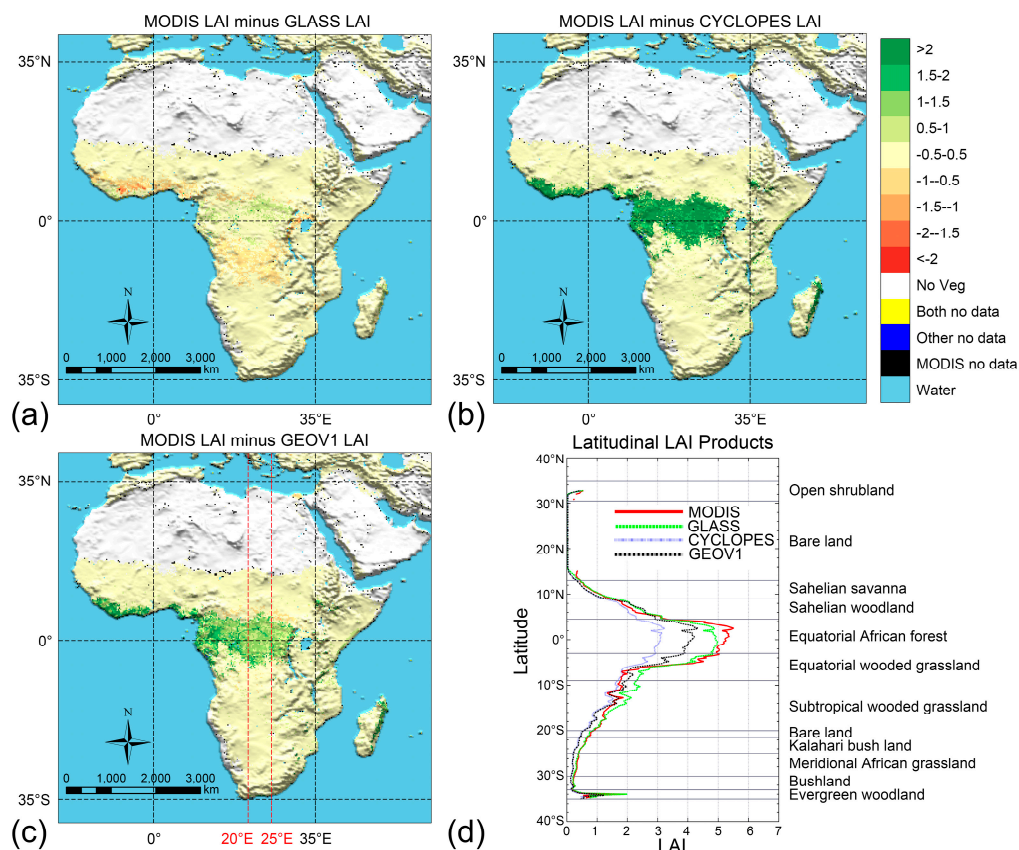 MODIS LAI minus GLASS LAI
35°N
0°
35°S
N
0 1,000 2,000 3,000
km
(a)
0° 35°E
MODIS LAI minus CYCLOPES LAI
N
0 1,000 2,000 3,000
km
(b)
0° 35°E
>2
1.5-2
1-1.5
0.5-1
-0.5-0.5
-1--0.5
-1.5--1
-2--1.5
<-2
No Veg
Both no data
Other no data
MODIS no data
Water
MODIS LAI minus GEOV1 LAI
35°N
0°
35°S
N
0 1,000 2,000 3,000
km
(c)
0° 20°E 25°E 35°E
Latitudinal LAI Products
40°N
30°N
20°N
10°N
0°
10°S
20°S
30°S
40°S
Latitude
MODIS
GLASS
CYCLOPES
GEOV1
Open shrubland
Bare land
Sahelian savanna
Sahelian woodland
Equatorial African forest
Equatorial wooded grassland
Subtropical wooded grassland
Bare land
Kalahari bush land
Meridional African grassland
Bushland
Evergreen woodland
0 1 2 3 4 5 6 7
(d)
LAI